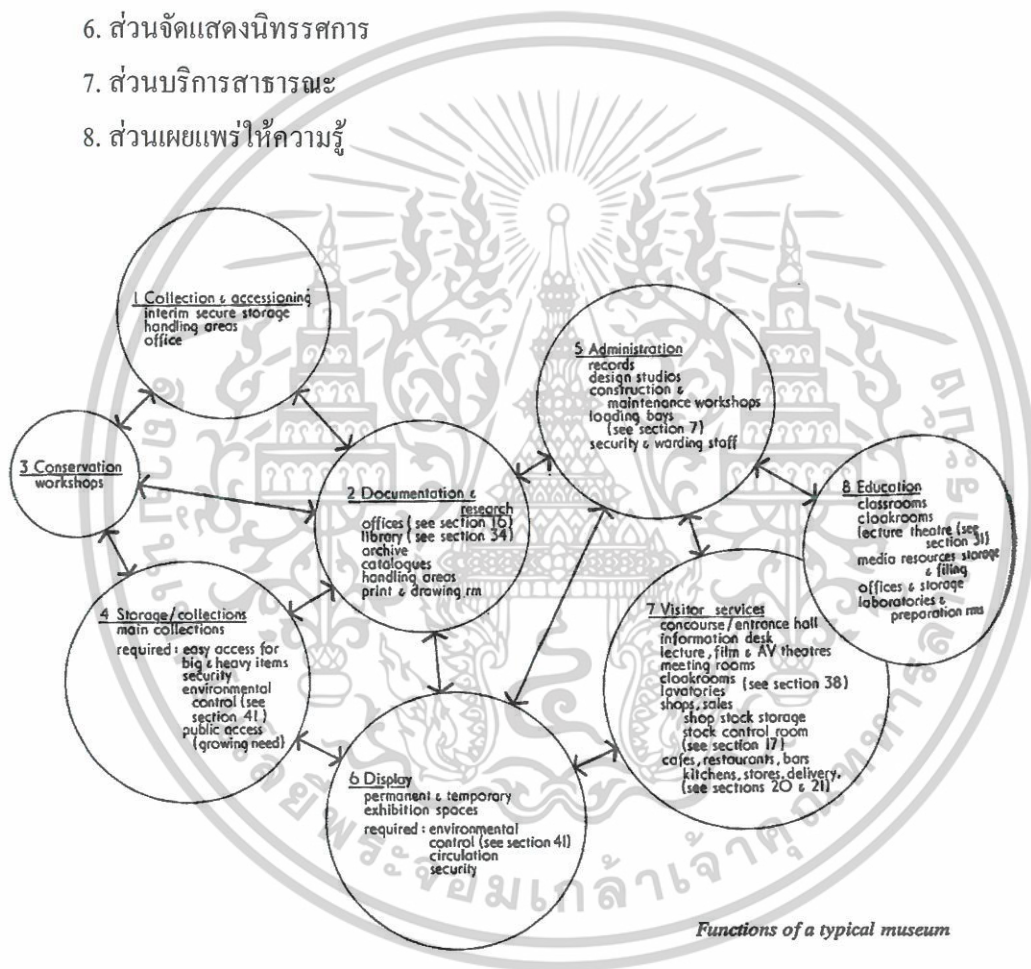 6. ส่วนจัดแสดงนิทรรศการ
7. ส่วนบริการสาธารณะ
8. ส่วนเผยแพร่ให้ความรู้
1 Collection & accessioning
interim secure storage
handling areas
office
3 Conservation
workshops
2 Documentation &
research
offices (see section 16)
library (see section 34)
archive
catalogues
handling areas
print & drawing rm
4 Storage/collections
main collections
required: easy access for
big & heavy items
security
environmental
control (see
section 41)
public access
(growing need)
5 Administration
records
design studios
construction &
maintenance workshops
loading bays
(see section 7)
security & warding staff
6 Display
permanent & temporary
exhibition spaces
required: environmental
control (see section 41)
circulation
security
7 Visitor services
concourse/entrance hall
information desk
lecture, film & AV theatres
meeting rooms
cloakrooms
lavatories (see section 38)
shops, sales
shop stock storage
stock control room
(see section 17)
cafes, restaurants, bars
kitchens, stores, delivery,
(see sections 20 & 21)
8 Education
classrooms
cloakrooms
lecture theatre (see
section 31)
media resources storage
& filing
offices & storage
laboratories &
preparation rms
Functions of a typical museum